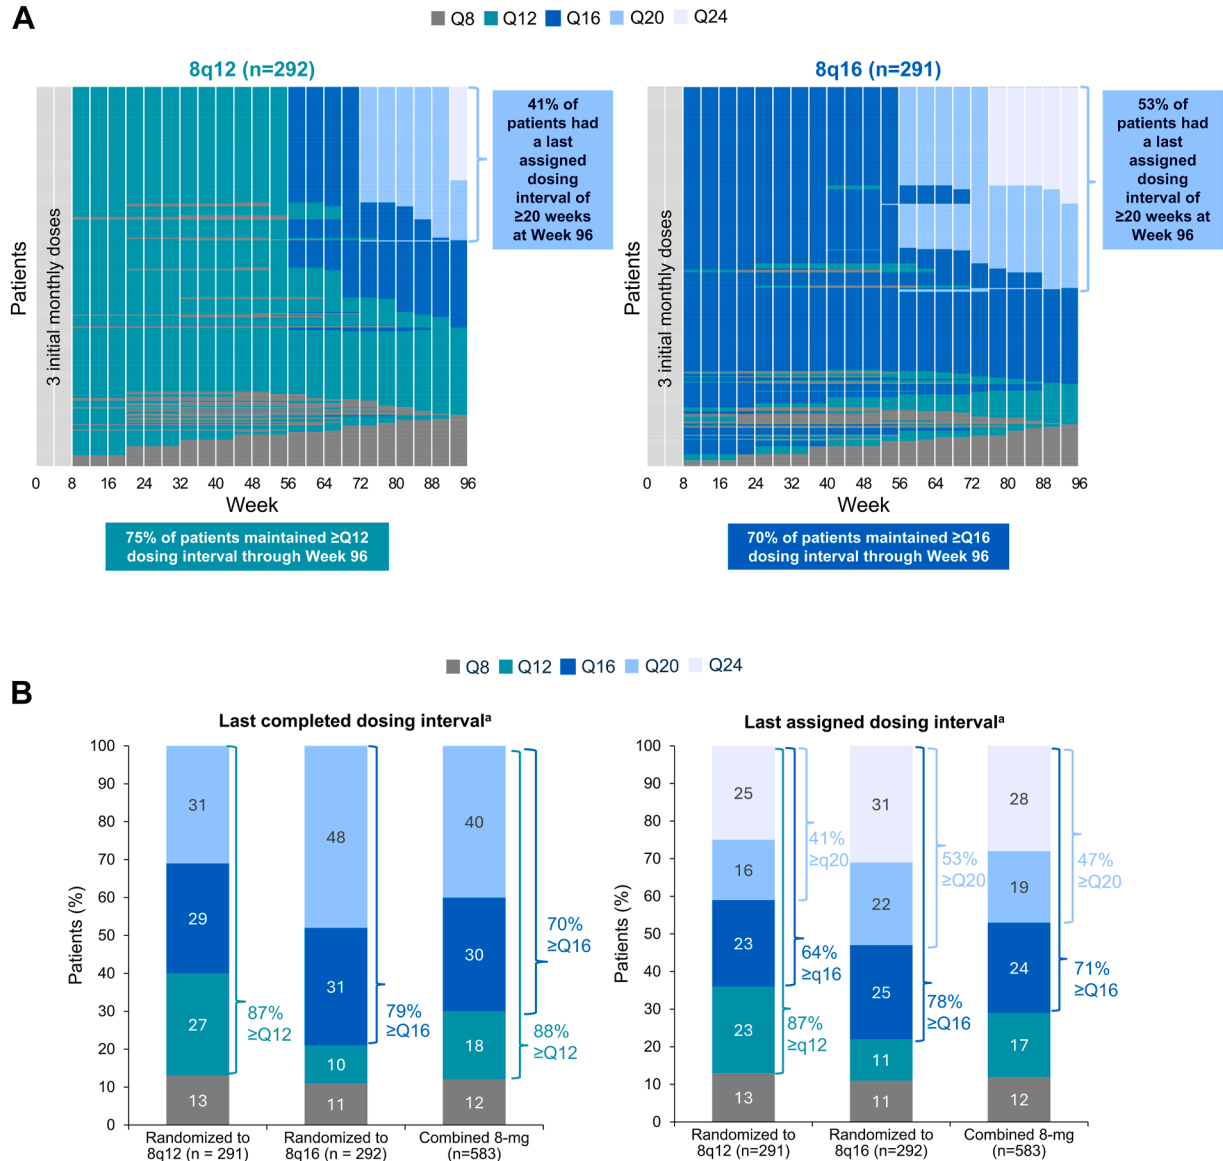 A
Q8 Q12 Q16 Q20 Q24
8q12 (n=292)
Patients
3 initial monthly doses
41% of
patients had
a last
assigned
dosing
interval of
≥20 weeks
at Week 96
0 8 16 24 32 40 48 56 64 72 80 88 96
Week
75% of patients maintained ≥Q12
dosing interval through Week 96
8q16 (n=291)
Patients
3 initial monthly doses
53% of
patients had
a last
assigned
dosing
interval of
≥20 weeks at
Week 96
0 8 16 24 32 40 48 56 64 72 80 88 96
Week
70% of patients maintained ≥Q16
dosing interval through Week 96
B
Q8 Q12 Q16 Q20 Q24
Last completed dosing intervalᵃ
Patients (%)
100
90
80
70
60
50
40
30
20
10
0
31
29
27
13
87%
≥Q12
48
31
10
11
79%
≥Q16
40
30
18
12
70%
≥Q16
88%
≥Q12
Randomized to
8q12 (n = 291)
Randomized to
8q16 (n = 292)
Combined 8-mg
(n=583)
Last assigned dosing intervalᵃ
Patients (%)
100
90
80
70
60
50
40
30
20
10
0
25
16
23
23
13
41%
≥q20
64%
≥q16
87%
≥q12
31
22
25
11
11
53%
≥Q20
78%
≥Q16
28
19
24
17
12
47%
≥Q20
71%
≥Q16
Randomized to
8q12 (n=291)
Randomized to
8q16 (n=292)
Combined 8-mg
(n=583)